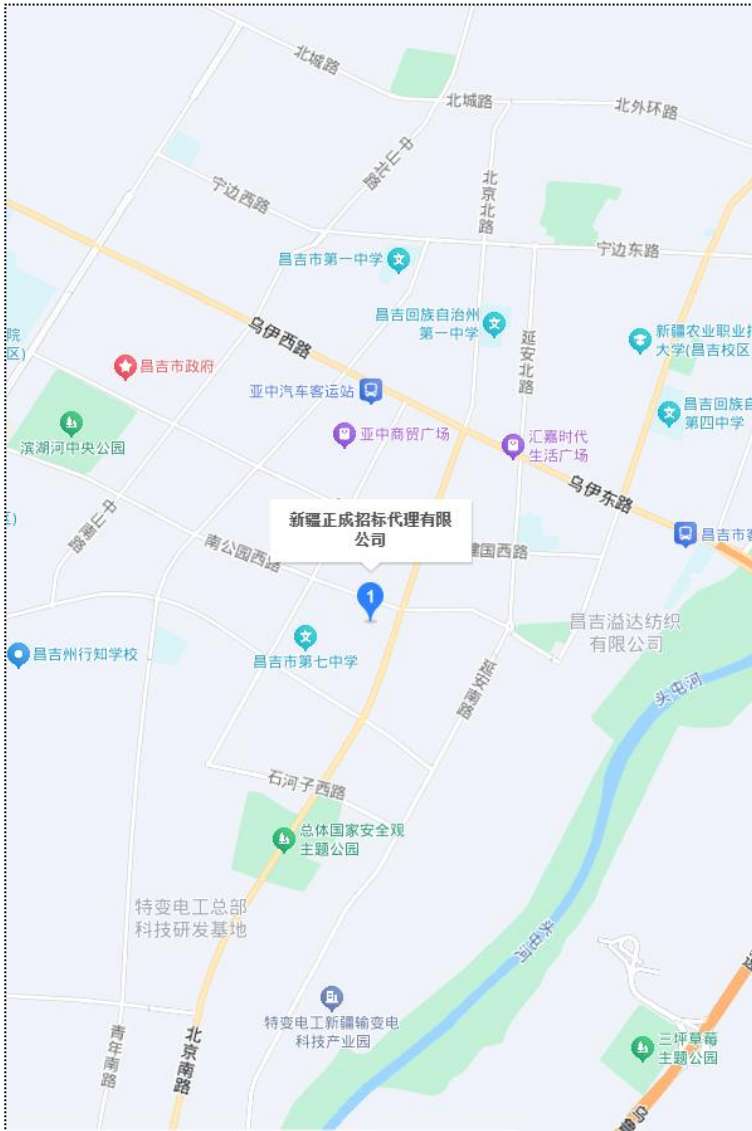 北城路
北城路
北外环路
中山北路
北京北路
宁边西路
宁边东路
昌吉市第一中学
昌吉回族自治州
第一中学
乌伊西路
延安北路
新疆农业职业技
大学(昌吉校区
院
区)
昌吉市政府
亚中汽车客运站
昌吉回族自
第四中学
亚中商贸广场
汇嘉时代
生活广场
滨湖河中央公园
乌伊东路
新疆正成招标代理有限
公司
区)
中山南路
南公园西路
建国西路
昌吉市客
1
昌吉溢达纺织
有限公司
昌吉市第七中学
昌吉州行知学校
延安南路
头屯河
石河子西路
总体国家安全观
主题公园
特变电工总部
科技研发基地
头屯河
特变电工新疆输变电
科技产业园
青年南路
北京南路
三坪草莓
主题公园